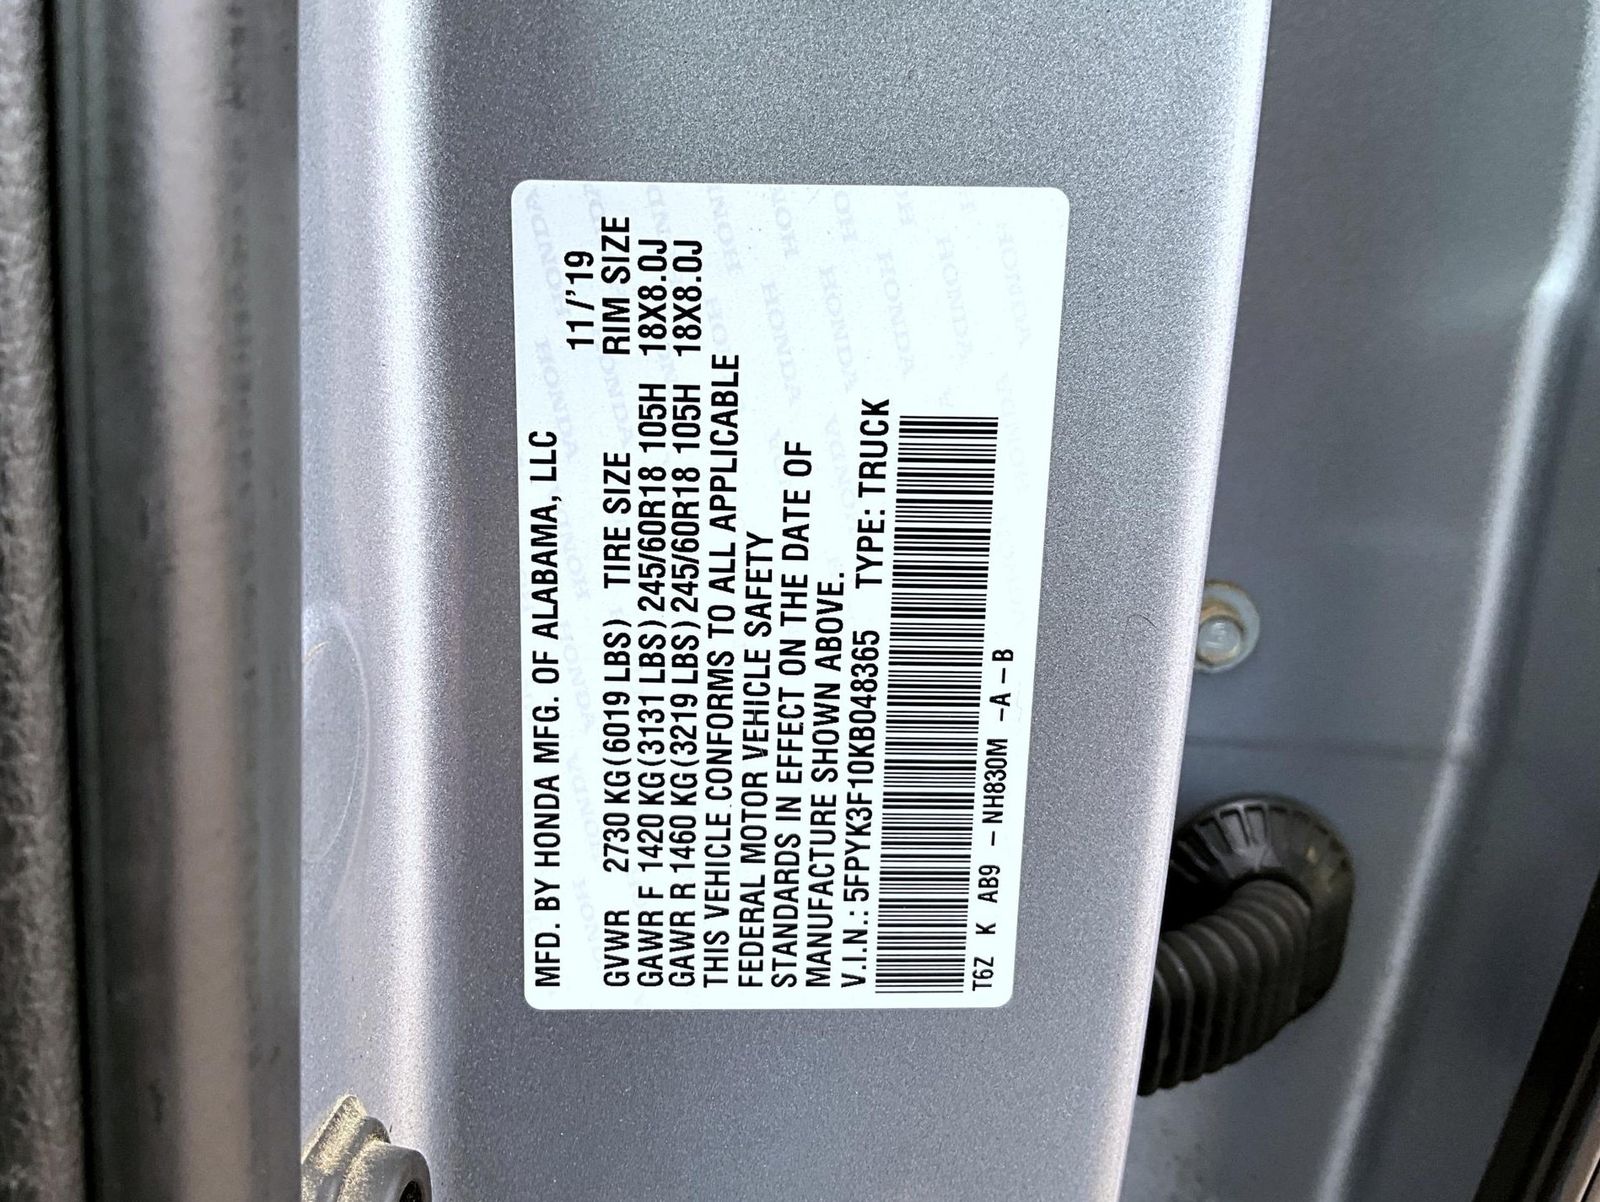 MFD. BY HONDA MFG. OF ALABAMA, LLC
11/'19
GVWR 2730 KG(6019 LBS) TIRE SIZE RIM SIZE
GAWR F 1420 KG(3131 LBS) 245/60R18 105H 18X8.0J
GAWR R 1460 KG(3219 LBS) 245/60R18 105H 18X8.0J
THIS VEHICLE CONFORMS TO ALL APPLICABLE
FEDERAL MOTOR VEHICLE SAFETY
STANDARDS IN EFFECT ON THE DATE OF
MANUFACTURE SHOWN ABOVE.
V.I.N.: 5FPYK3F10KB048365 TYPE: TRUCK
T6Z K AB9 - NH830M -A-B